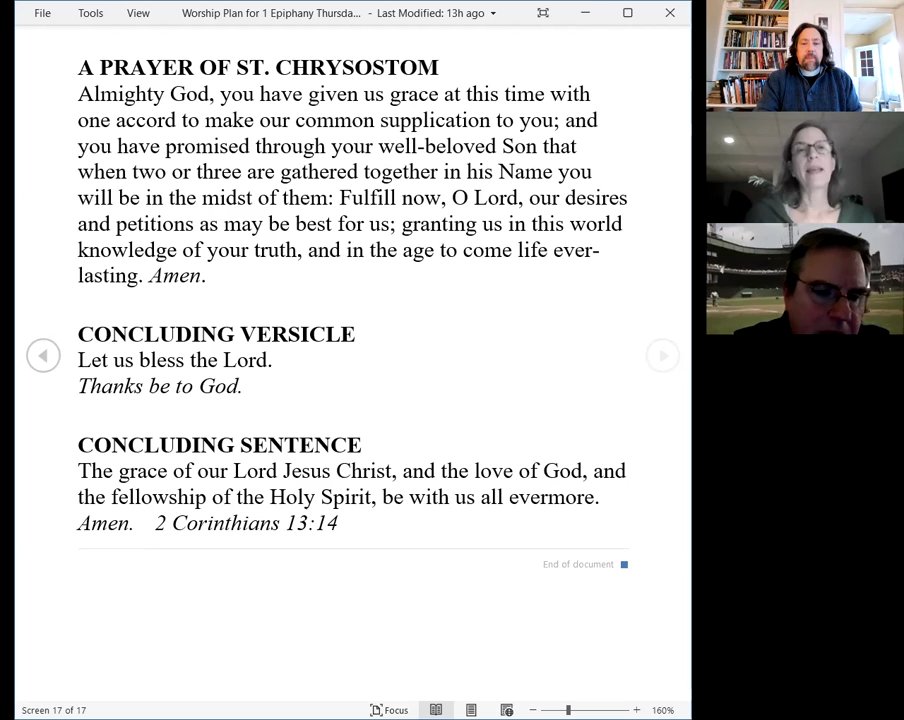 File Tools View Worship Plan for 1 Epiphany Thursda... - Last Modified: 13h ago
A PRAYER OF ST. CHRYSOSTOM
Almighty God, you have given us grace at this time with
one accord to make our common supplication to you; and
you have promised through your well-beloved Son that
when two or three are gathered together in his Name you
will be in the midst of them: Fulfill now, O Lord, our desires
and petitions as may be best for us; granting us in this world
knowledge of your truth, and in the age to come life ever-
lasting. Amen.
CONCLUDING VERSICLE
Let us bless the Lord.
Thanks be to God.
CONCLUDING SENTENCE
The grace of our Lord Jesus Christ, and the love of God, and
the fellowship of the Holy Spirit, be with us all evermore.
Amen. 2 Corinthians 13:14
End of document
Screen 17 of 17 Focus 160%